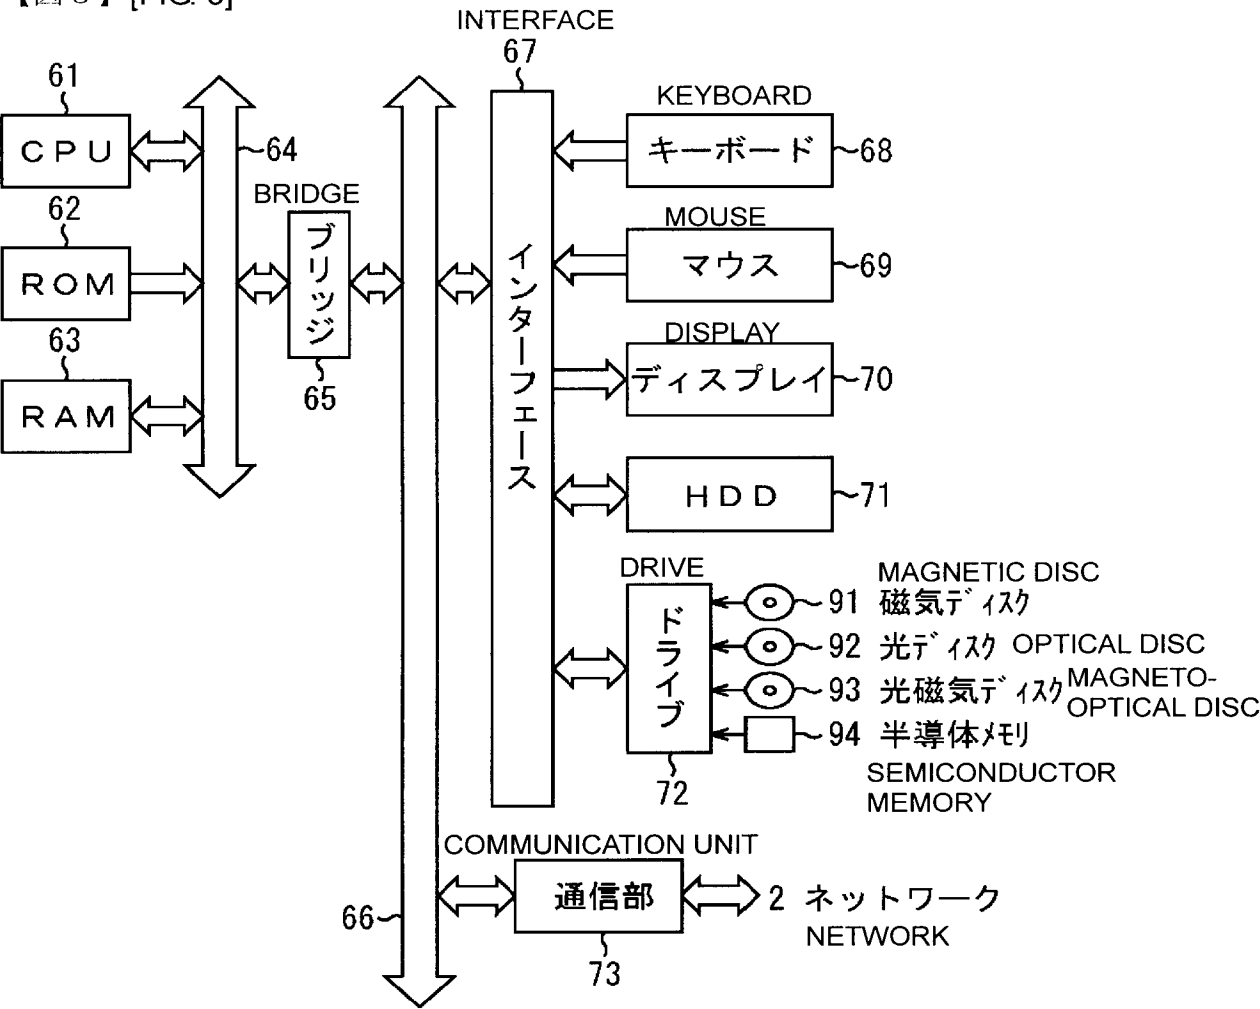 INTERFACE
67
61
CPU
64
62
ROM
63
RAM
BRIDGE
ブリッジ
65
インターフェース
KEYBOARD
キーボード
68
MOUSE
マウス
69
DISPLAY
ディスプレイ
70
HDD
71
DRIVE
ドライブ
72
MAGNETIC DISC
91 磁気ディスク
92 光ディスク OPTICAL DISC
93 光磁気ディスク MAGNETO-
OPTICAL DISC
94 半導体メモリ
SEMICONDUCTOR
MEMORY
COMMUNICATION UNIT
通信部
73
66
2 ネットワーク
NETWORK